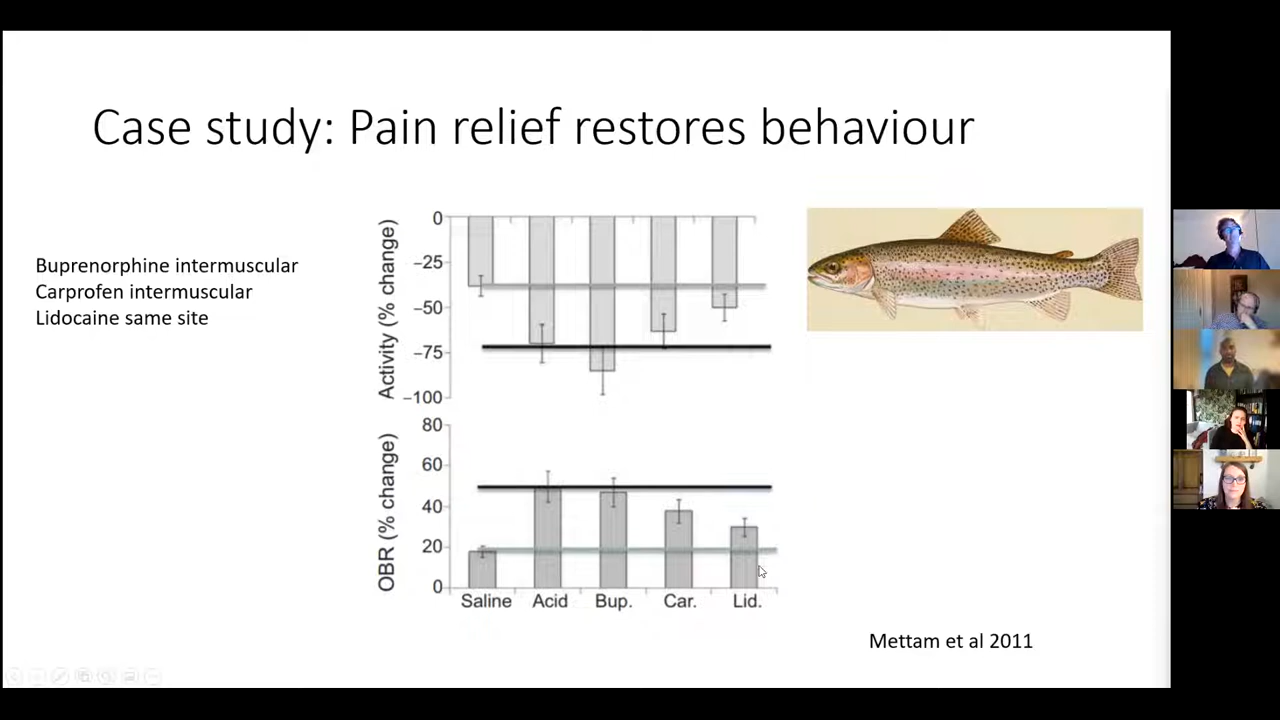 Case study: Pain relief restores behaviour
Buprenorphine intermuscular
Carprofen intermuscular
Lidocaine same site
Activity (% change)
0
−25
−50
−75
−100
OBR (% change)
80
60
40
20
0
Saline Acid Bup. Car. Lid.
Mettam et al 2011